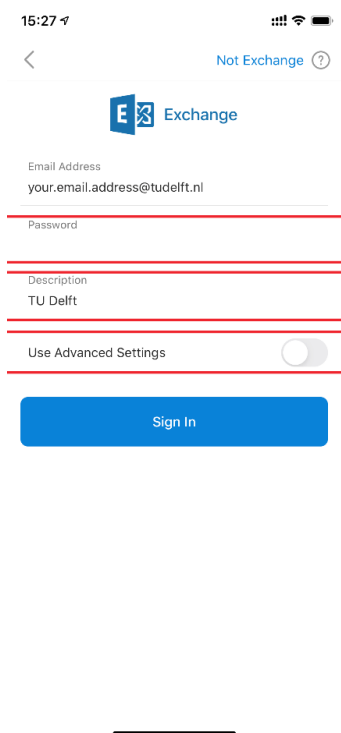 15:27
Not Exchange ?
E Exchange
Email Address
your.email.address@tudelft.nl
Password
Description
TU Delft
Use Advanced Settings
Sign In